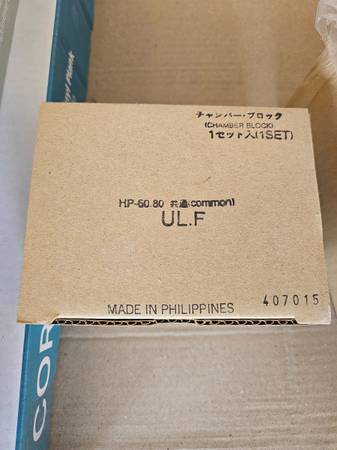 チャンバー・ブロック
(CHAMBER BLOCK)
1セット入(1SET)
HP-60.80 共通(common)
UL.F
MADE IN PHILIPPINES
407015
COR